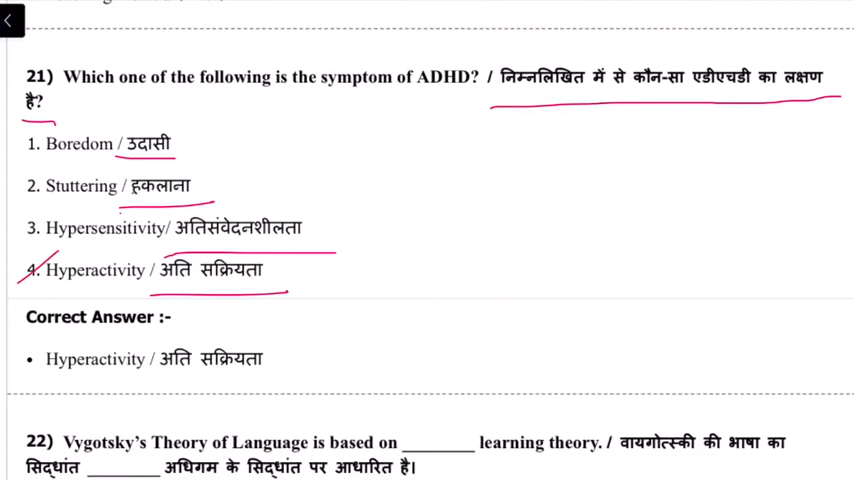 21) Which one of the following is the symptom of ADHD? / निम्नलिखित में से कौन-सा एडीएचडी का लक्षण
है?
1. Boredom / उदासी
2. Stuttering / हकलाना
3. Hypersensitivity/ अतिसंवेदनशीलता
4. Hyperactivity / अति सक्रियता
Correct Answer :-
• Hyperactivity / अति सक्रियता
22) Vygotsky's Theory of Language is based on ________ learning theory. / वायगोत्स्की की भाषा का
सिद्धांत _________ अधिगम के सिद्धांत पर आधारित है।